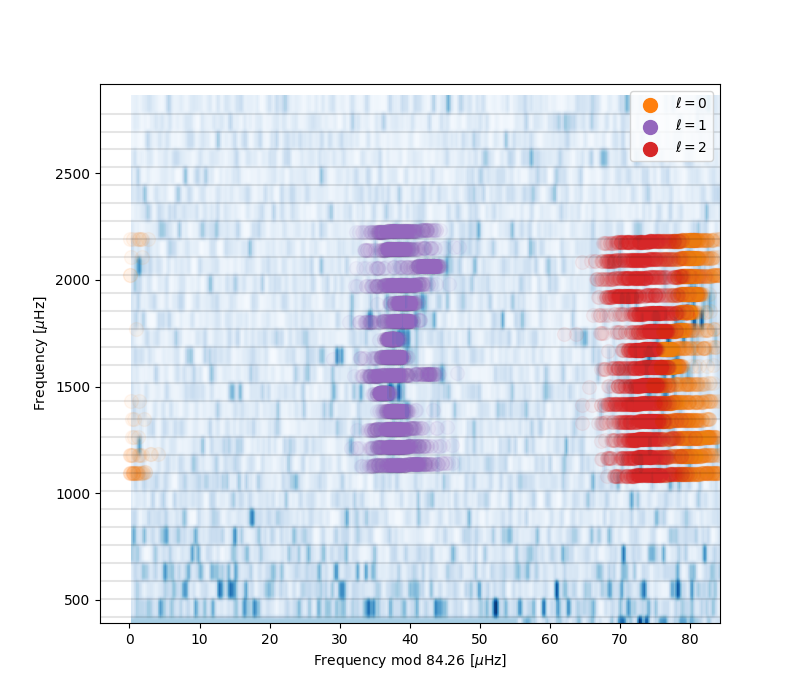 ℓ = 0
ℓ = 1
ℓ = 2
2500
2000
1500
1000
500
Frequency [μHz]
0 10 20 30 40 50 60 70 80
Frequency mod 84.26 [μHz]